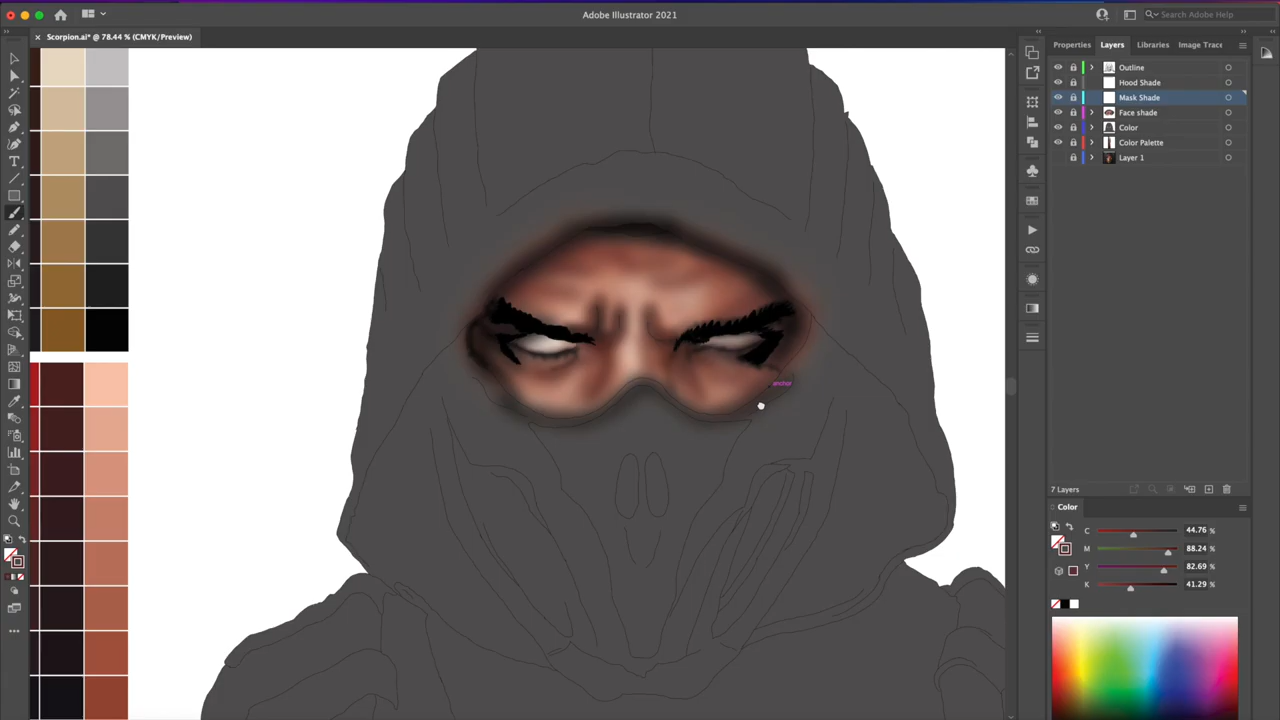 Adobe Illustrator 2021
Search Adobe Help
Scorpion.ai* @ 78.44 % (CMYK/Preview)
Properties Layers Libraries Image Trace
Outline
Hood Shade
Mask Shade
Face shade
Color
Color Palette
Layer 1
anchor
7 Layers
Color
C 44.76 %
M 88.24 %
Y 82.69 %
K 41.29 %